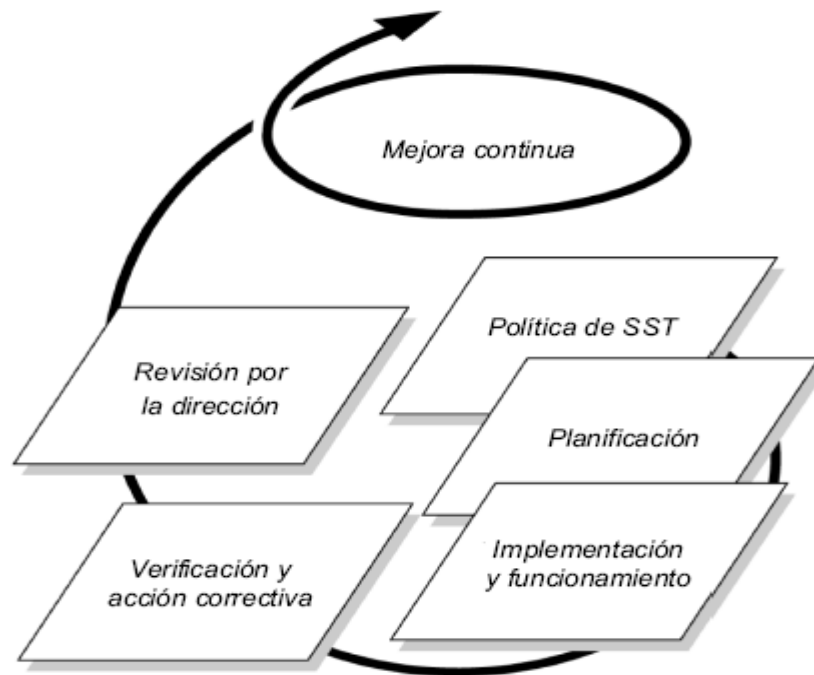 Mejora continua
Política de SST
Planificación
Implementación
y funcionamiento
Verificación y
acción correctiva
Revisión por
la dirección